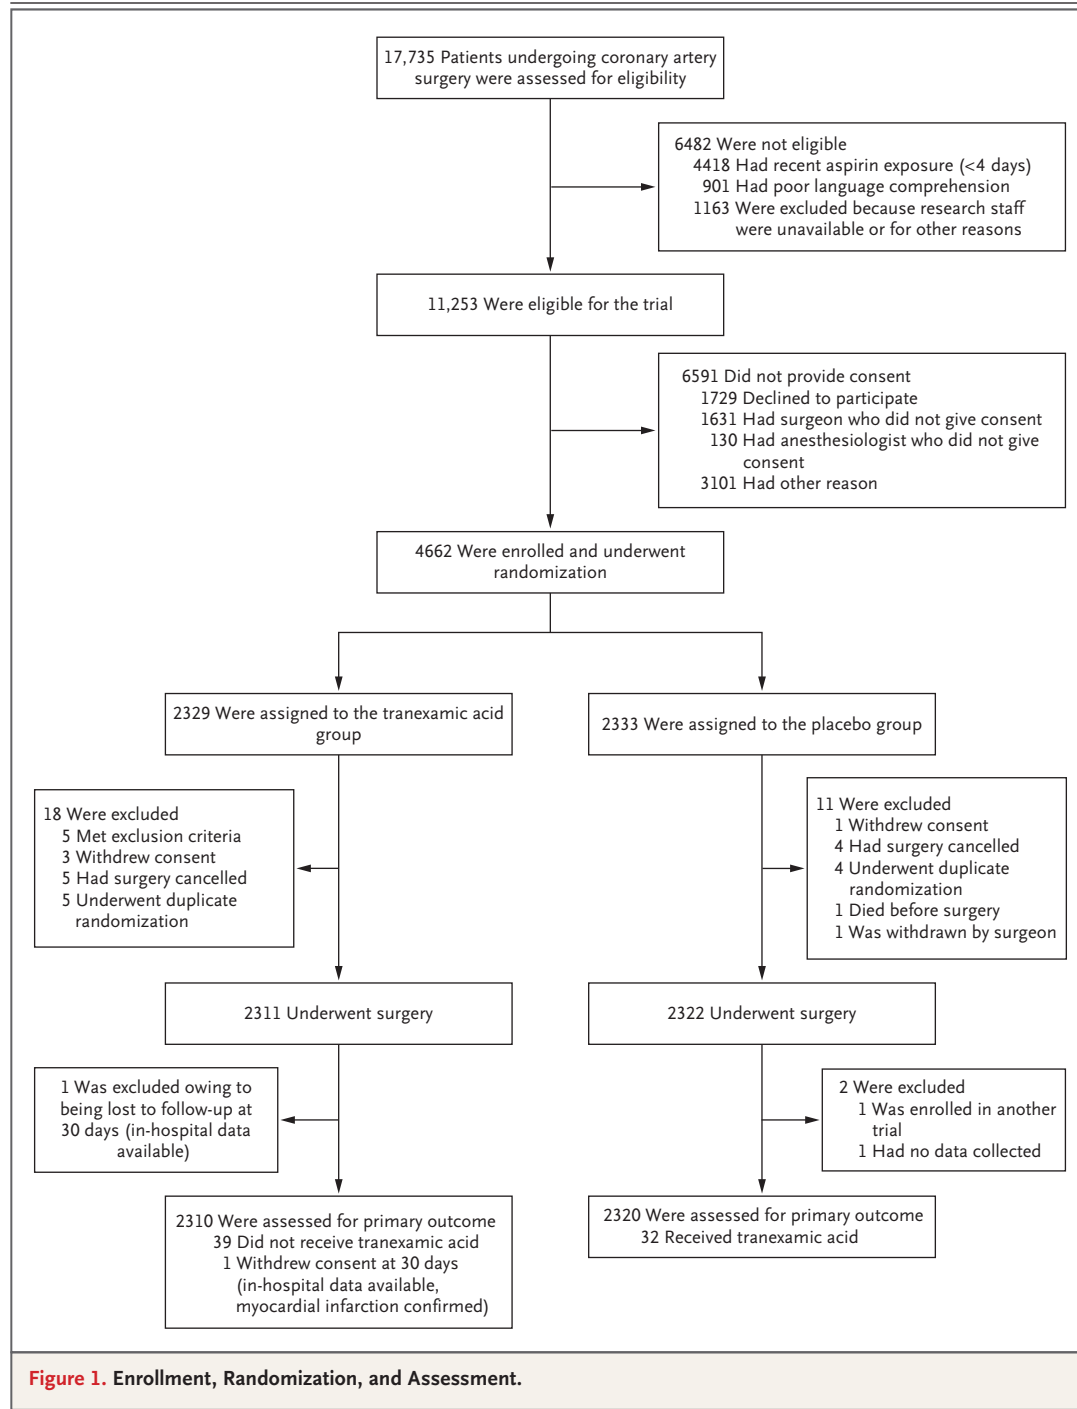 17,735 Patients undergoing coronary artery
surgery were assessed for eligibility
6482 Were not eligible
4418 Had recent aspirin exposure (<4 days)
901 Had poor language comprehension
1163 Were excluded because research staff
were unavailable or for other reasons
11,253 Were eligible for the trial
6591 Did not provide consent
1729 Declined to participate
1631 Had surgeon who did not give consent
130 Had anesthesiologist who did not give
consent
3101 Had other reason
4662 Were enrolled and underwent
randomization
2329 Were assigned to the tranexamic acid
group
2333 Were assigned to the placebo group
18 Were excluded
5 Met exclusion criteria
3 Withdrew consent
5 Had surgery cancelled
5 Underwent duplicate
randomization
11 Were excluded
1 Withdrew consent
4 Had surgery cancelled
4 Underwent duplicate
randomization
1 Died before surgery
1 Was withdrawn by surgeon
2311 Underwent surgery
2322 Underwent surgery
1 Was excluded owing to
being lost to follow-up at
30 days (in-hospital data
available)
2 Were excluded
1 Was enrolled in another
trial
1 Had no data collected
2310 Were assessed for primary outcome
39 Did not receive tranexamic acid
1 Withdrew consent at 30 days
(in-hospital data available,
myocardial infarction confirmed)
2320 Were assessed for primary outcome
32 Received tranexamic acid
Figure 1. Enrollment, Randomization, and Assessment.